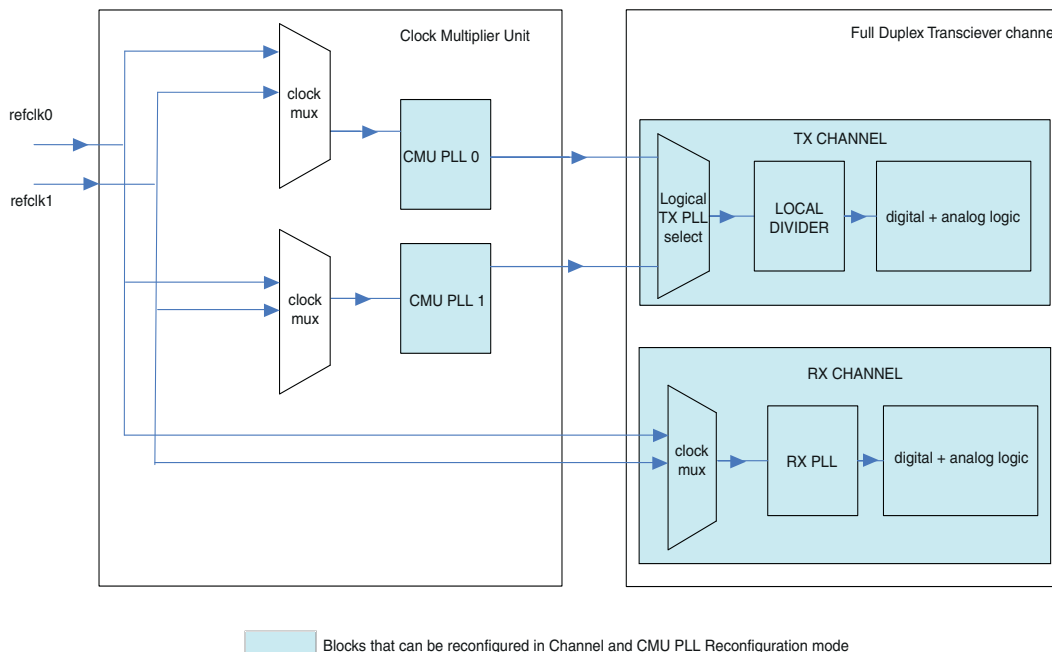 Clock Multiplier Unit
Full Duplex Transciever channel
refclk0
refclk1
clock
mux
CMU PLL 0
clock
mux
CMU PLL 1
TX CHANNEL
Logical
TX PLL
select
LOCAL
DIVIDER
digital + analog logic
RX CHANNEL
clock
mux
RX PLL
digital + analog logic
Blocks that can be reconfigured in Channel and CMU PLL Reconfiguration mode